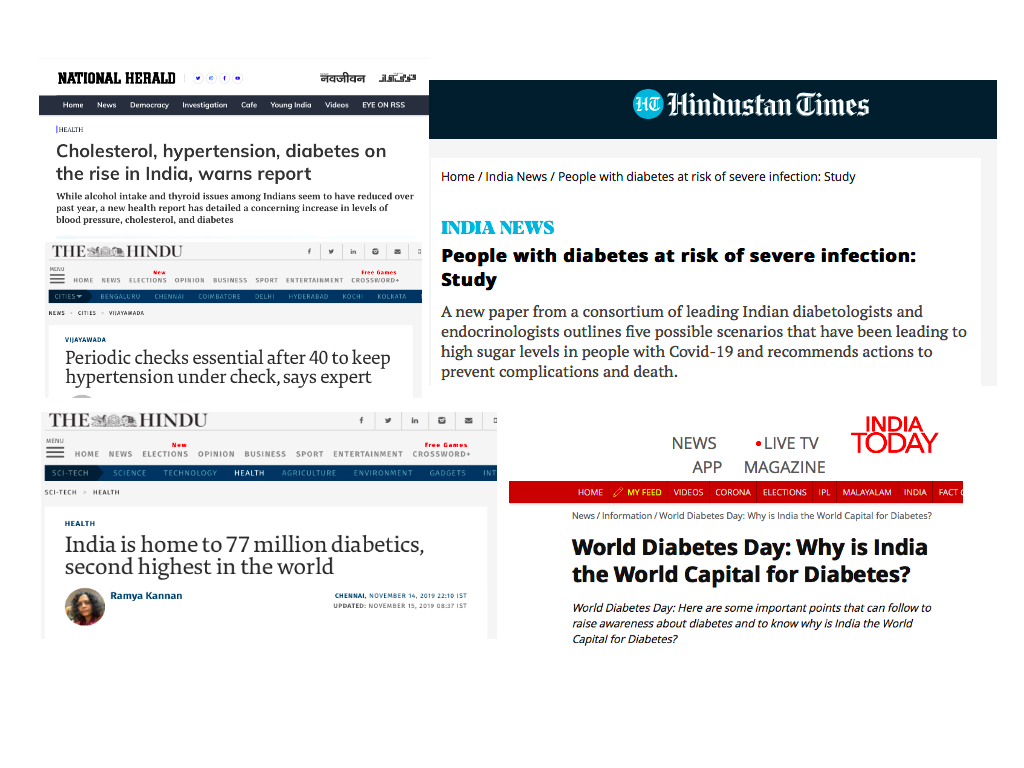 NATIONAL HERALD
नवजीवन
Home News Democracy Investigation Cafe Young India Videos EYE ON RSS
HEALTH
Cholesterol, hypertension, diabetes on
the rise in India, warns report
While alcohol intake and thyroid issues among Indians seem to have reduced over
past year, a new health report has detailed a concerning increase in levels of
blood pressure, cholesterol, and diabetes
THE HINDU
MENU
New
Free Games
HOME NEWS ELECTIONS OPINION BUSINESS SPORT ENTERTAINMENT CROSSWORD+
CITIES BENGALURU CHENNAI COIMBATORE DELHI HYDERABAD KOCHI KOLKATA
NEWS CITIES VIJAYAWADA
VIJAYAWADA
Periodic checks essential after 40 to keep
hypertension under check, says expert
HT Hindustan Times
Home / India News / People with diabetes at risk of severe infection: Study
INDIA NEWS
People with diabetes at risk of severe infection:
Study
A new paper from a consortium of leading Indian diabetologists and
endocrinologists outlines five possible scenarios that have been leading to
high sugar levels in people with Covid-19 and recommends actions to
prevent complications and death.
THE HINDU
MENU
New
Free Games
HOME NEWS ELECTIONS OPINION BUSINESS SPORT ENTERTAINMENT CROSSWORD+
SCI-TECH SCIENCE TECHNOLOGY HEALTH AGRICULTURE ENVIRONMENT GADGETS INT
SCI-TECH HEALTH
HEALTH
India is home to 77 million diabetics,
second highest in the world
Ramya Kannan
CHENNAI, NOVEMBER 14, 2019 22:10 IST
UPDATED: NOVEMBER 15, 2019 08:37 IST
INDIA
TODAY
NEWS •LIVE TV
APP MAGAZINE
HOME MY FEED VIDEOS CORONA ELECTIONS IPL MALAYALAM INDIA FACT
News / Information / World Diabetes Day: Why is India the World Capital for Diabetes?
World Diabetes Day: Why is India
the World Capital for Diabetes?
World Diabetes Day: Here are some important points that can follow to
raise awareness about diabetes and to know why is India the World
Capital for Diabetes?